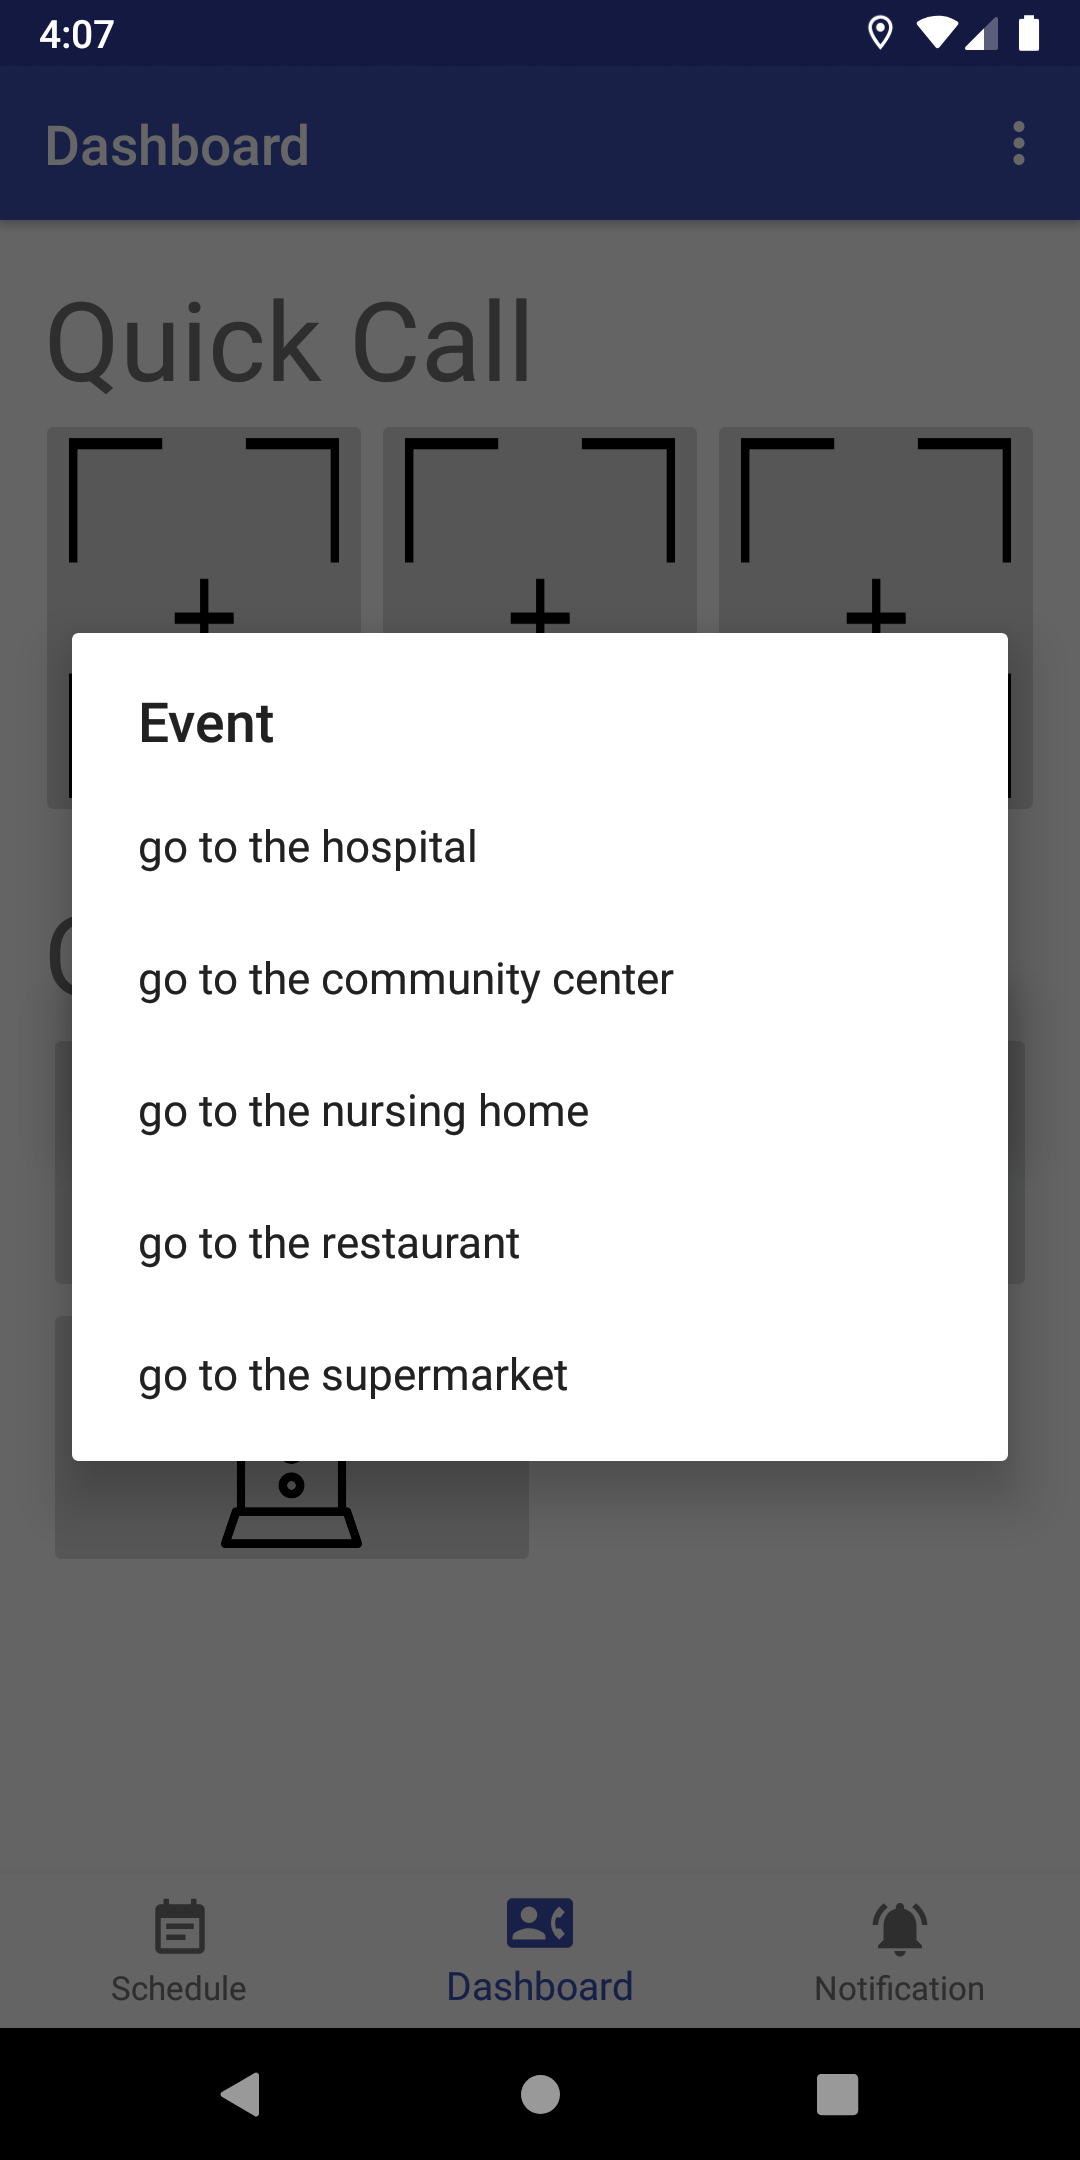 4:07
Dashboard
Quick Call
Event
go to the hospital
go to the community center
go to the nursing home
go to the restaurant
go to the supermarket
Schedule
Dashboard
Notification